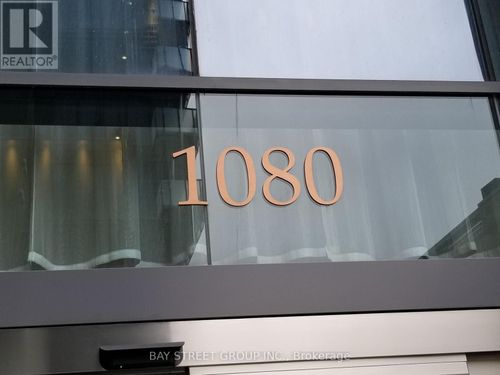 R
REALTOR
1080
BAY STREET GROUP INC., Brokerage